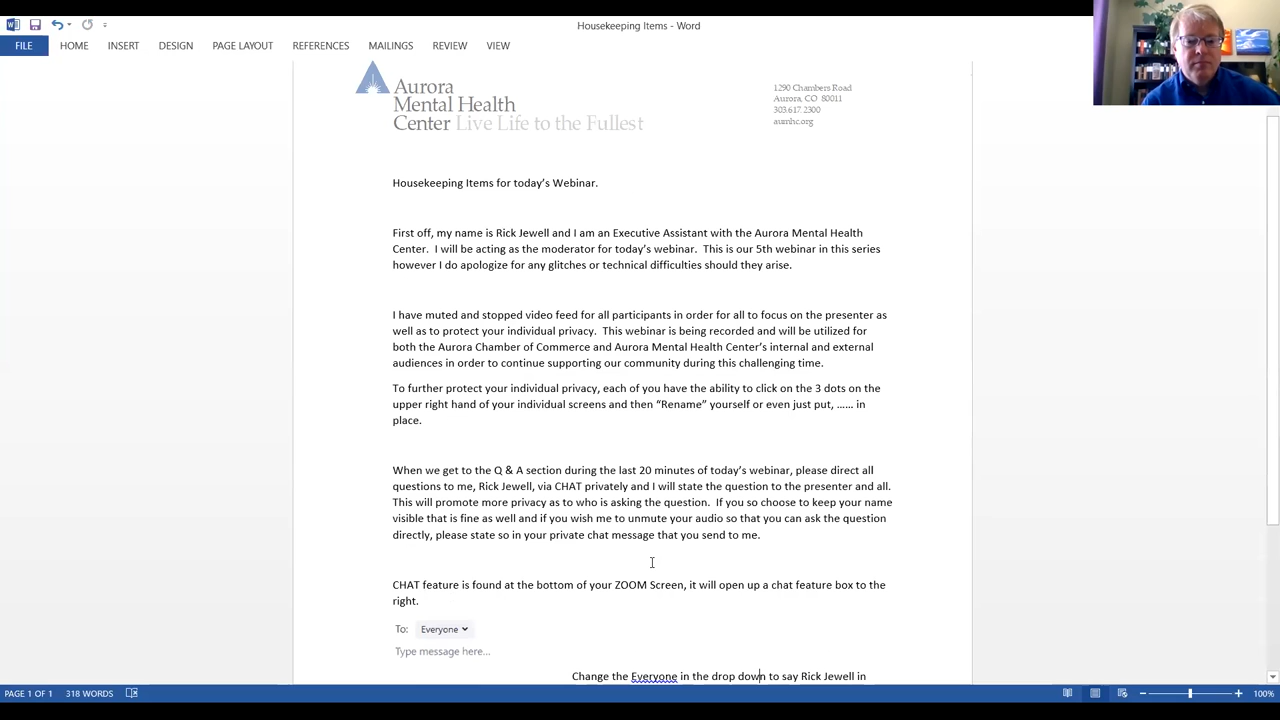 Housekeeping Items - Word
FILE HOME INSERT DESIGN PAGE LAYOUT REFERENCES MAILINGS REVIEW VIEW
Aurora
Mental Health
Center Live Life to the Fullest
1290 Chambers Road
Aurora, CO 80011
303.617.2300
aumhc.org
Housekeeping Items for today's Webinar.
First off, my name is Rick Jewell and I am an Executive Assistant with the Aurora Mental Health
Center. I will be acting as the moderator for today's webinar. This is our 5th webinar in this series
however I do apologize for any glitches or technical difficulties should they arise.
I have muted and stopped video feed for all participants in order for all to focus on the presenter as
well as to protect your individual privacy. This webinar is being recorded and will be utilized for
both the Aurora Chamber of Commerce and Aurora Mental Health Center's internal and external
audiences in order to continue supporting our community during this challenging time.
To further protect your individual privacy, each of you have the ability to click on the 3 dots on the
upper right hand of your individual screens and then “Rename” yourself or even just put, …… in
place.
When we get to the Q & A section during the last 20 minutes of today's webinar, please direct all
questions to me, Rick Jewell, via CHAT privately and I will state the question to the presenter and all.
This will promote more privacy as to who is asking the question. If you so choose to keep your name
visible that is fine as well and if you wish me to unmute your audio so that you can ask the question
directly, please state so in your private chat message that you send to me.
CHAT feature is found at the bottom of your ZOOM Screen, it will open up a chat feature box to the
right.
To: Everyone
Type message here...
Change the Everyone in the drop down to say Rick Jewell in
PAGE 1 OF 1 318 WORDS 100%